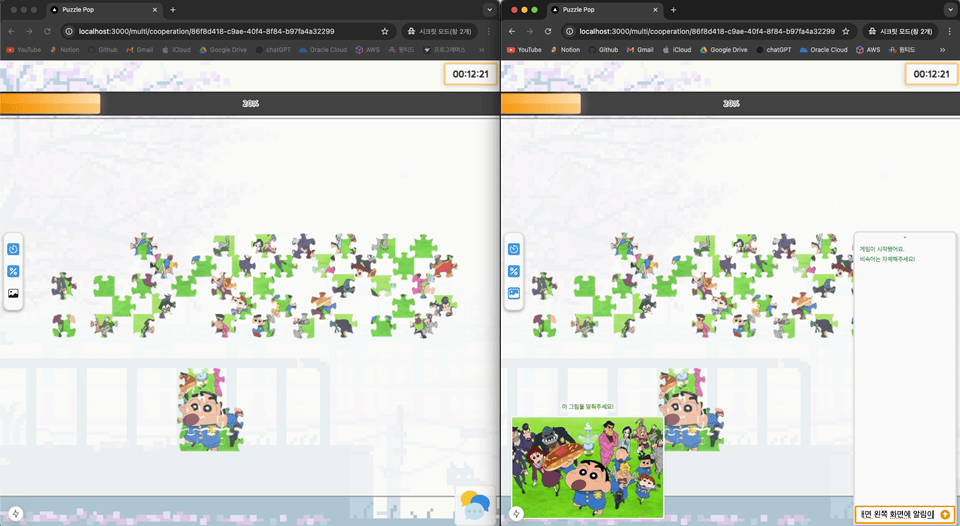 Puzzle Pop
localhost:3000/multi/cooperation/86f8d418-c9ae-40f4-8f84-b97fa4a32299
시크릿 모드(창 2개)
YouTube
Notion
Github
Gmail
iCloud
Google Drive
chatGPT
Oracle Cloud
AWS
원티드
프로그래머스
00:12:21
20%
Puzzle Pop
localhost:3000/multi/cooperation/86f8d418-c9ae-40f4-8f84-b97fa4a32299
시크릿 모드(창 2개)
YouTube
Notion
Github
Gmail
iCloud
Google Drive
chatGPT
Oracle Cloud
AWS
원티드
00:12:21
20%
게임이 시작됐어요.
비속어는 자제해주세요!
이 그림을 맞춰주세요!
내면 왼쪽 화면에 알림이